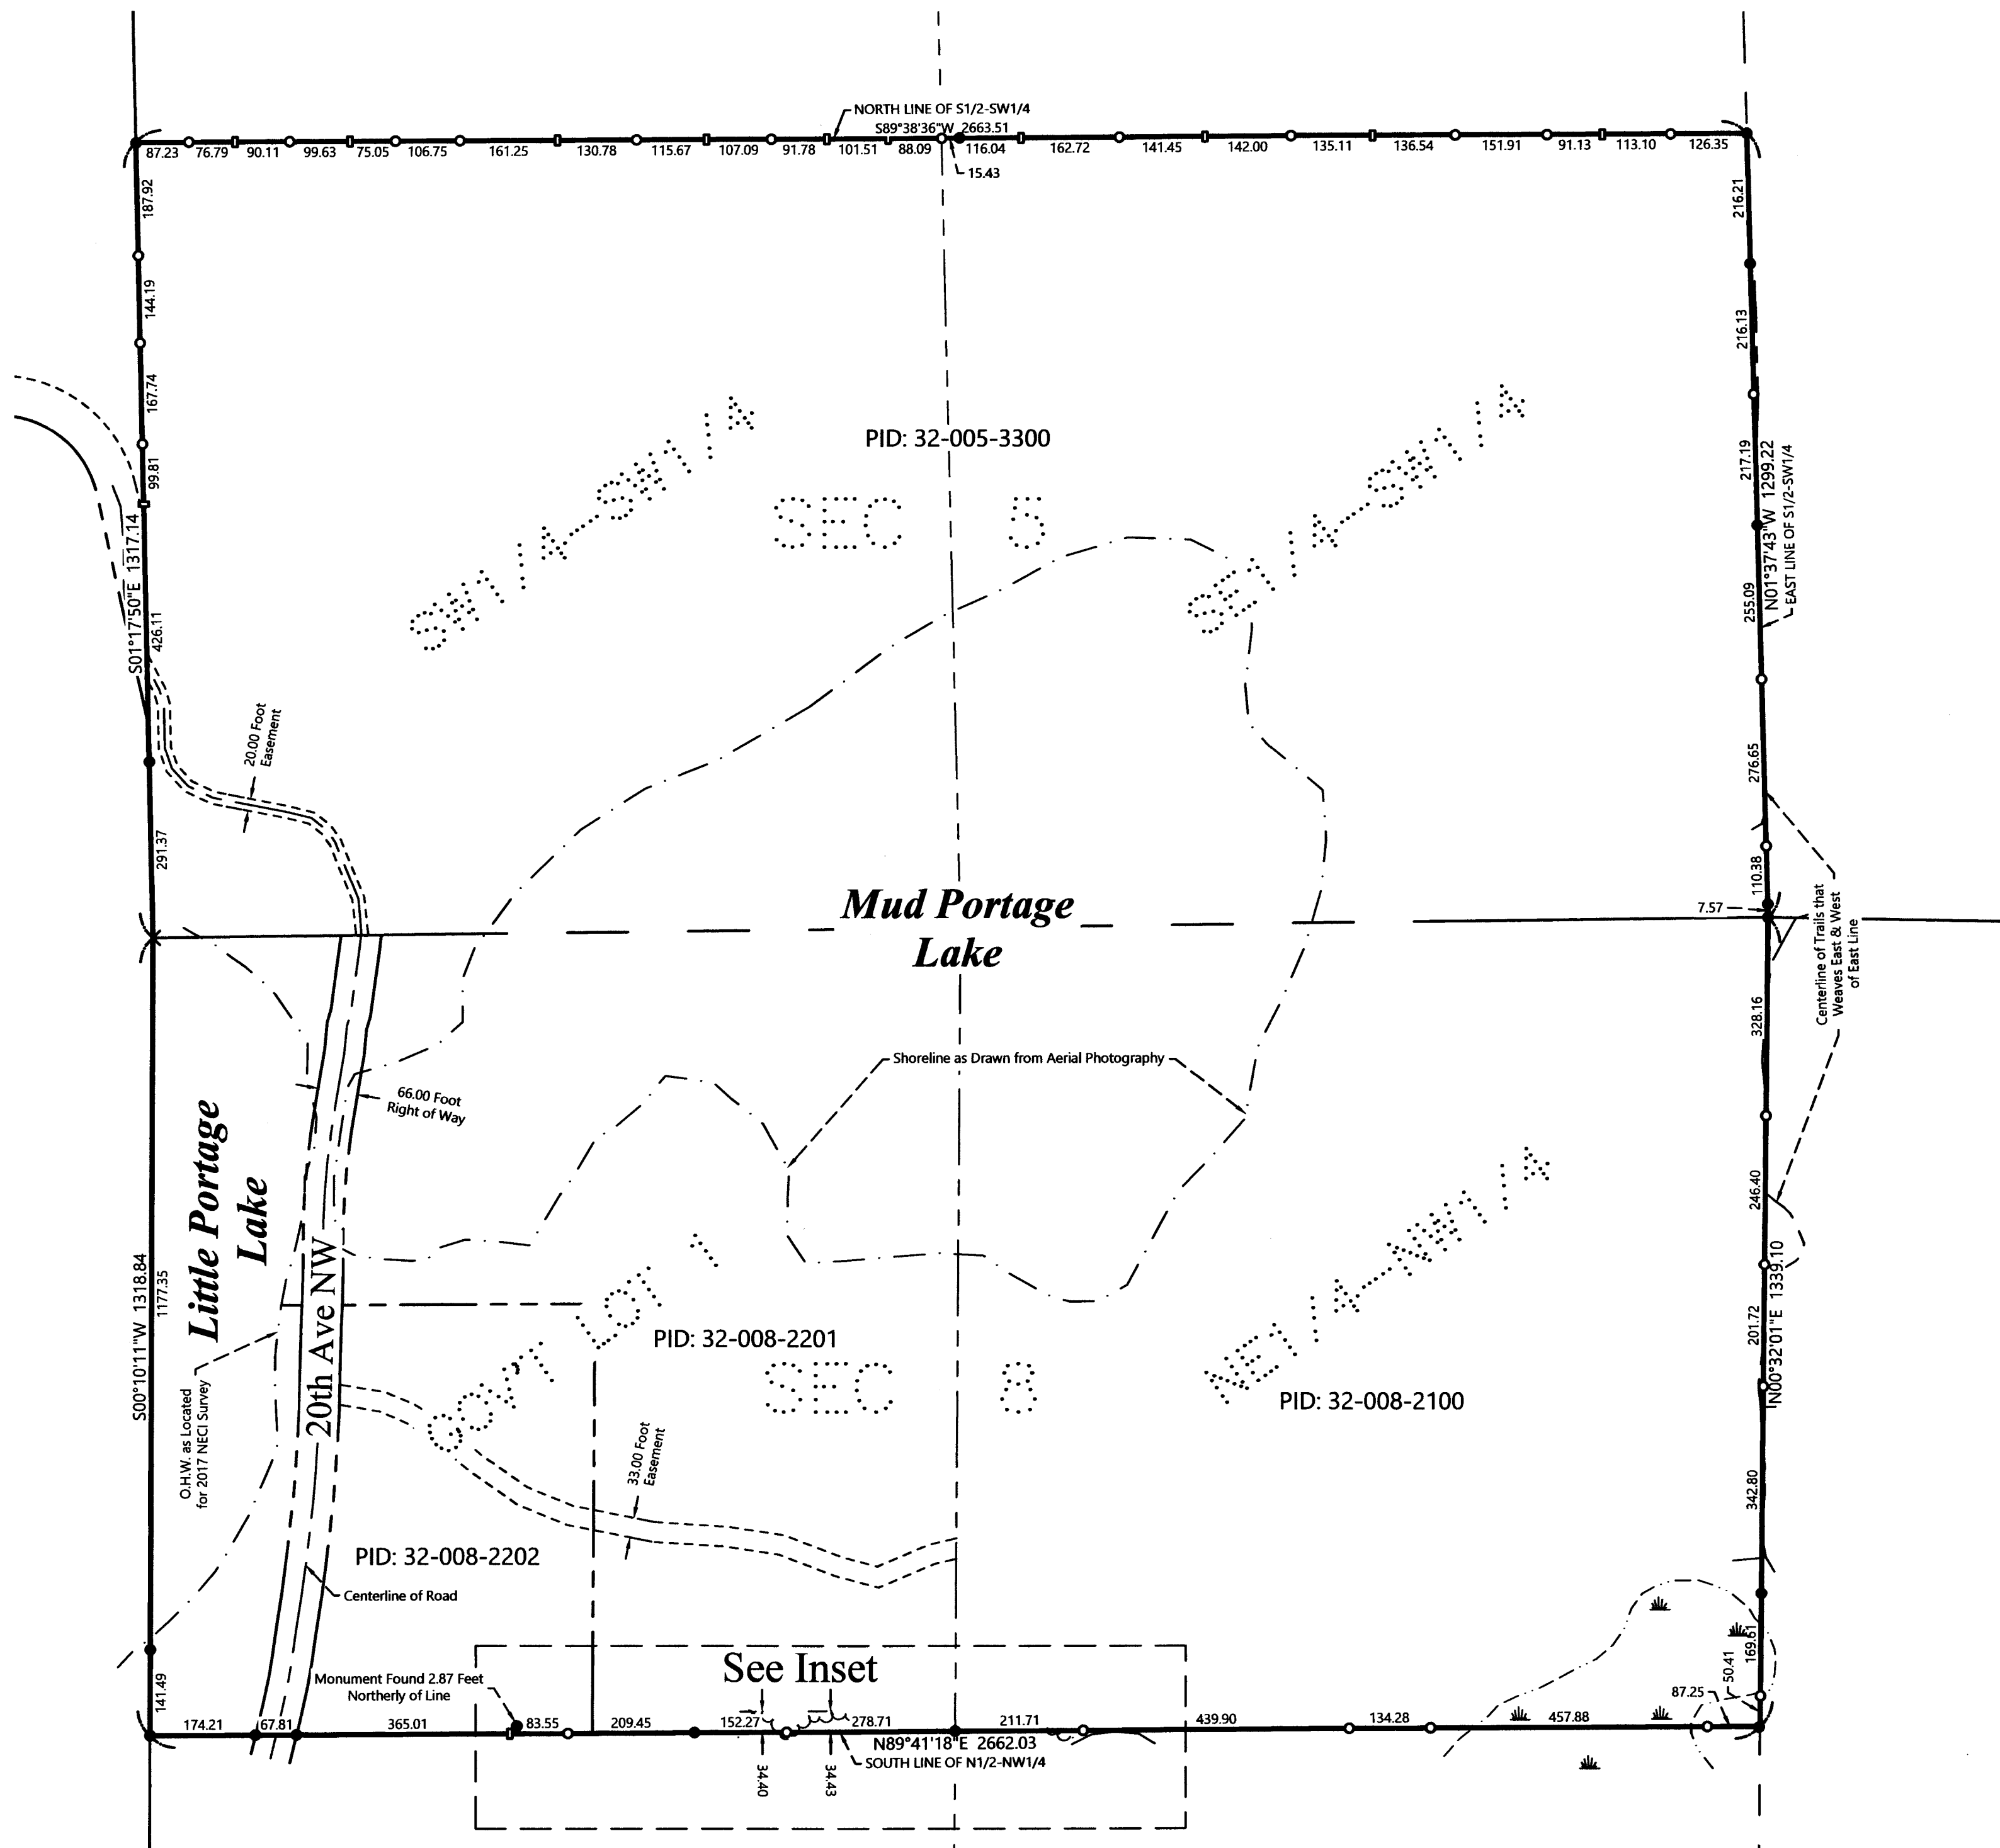 NORTH LINE OF S1/2-SW1/4
S89°38'36"W 2663.51
87.23
76.79
90.11
99.63
75.05
106.75
161.25
130.78
115.67
107.09
91.78
101.51
88.09
116.04
162.72
141.45
142.00
135.11
136.54
151.91
91.13
113.10
126.35
15.43
187.92
144.19
167.74
99.81
S01°17'50"E 1317.14
426.11
291.37
216.21
216.13
217.19
N01°37'43"W 1299.22
EAST LINE OF S1/2-SW1/4
255.09
276.65
110.38
7.57
PID: 32-005-3300
SEC 5
SW1/4-SW1/4
SE1/4-SW1/4
20.00 Foot
Easement
Mud Portage
Lake
Centerline of Trails that
Weaves East & West
of East Line
328.16
246.40
N00°32'01"E 1339.10
201.72
342.80
169.61
50.41
87.25
Shoreline as Drawn from Aerial Photography
66.00 Foot
Right of Way
Little Portage
Lake
20th Ave NW
S00°10'11"W 1318.84
1177.35
O.H.W. as Located
for 2017 NECI Survey
GOVT LOT 1
PID: 32-008-2201
SEC 8
NE1/4-NW1/4
PID: 32-008-2100
33.00 Foot
Easement
PID: 32-008-2202
Centerline of Road
See Inset
Monument Found 2.87 Feet
Northerly of Line
141.49
174.21
67.81
365.01
83.55
209.45
152.27
278.71
211.71
439.90
134.28
457.88
N89°41'18"E 2662.03
SOUTH LINE OF N1/2-NW1/4
34.40
34.43